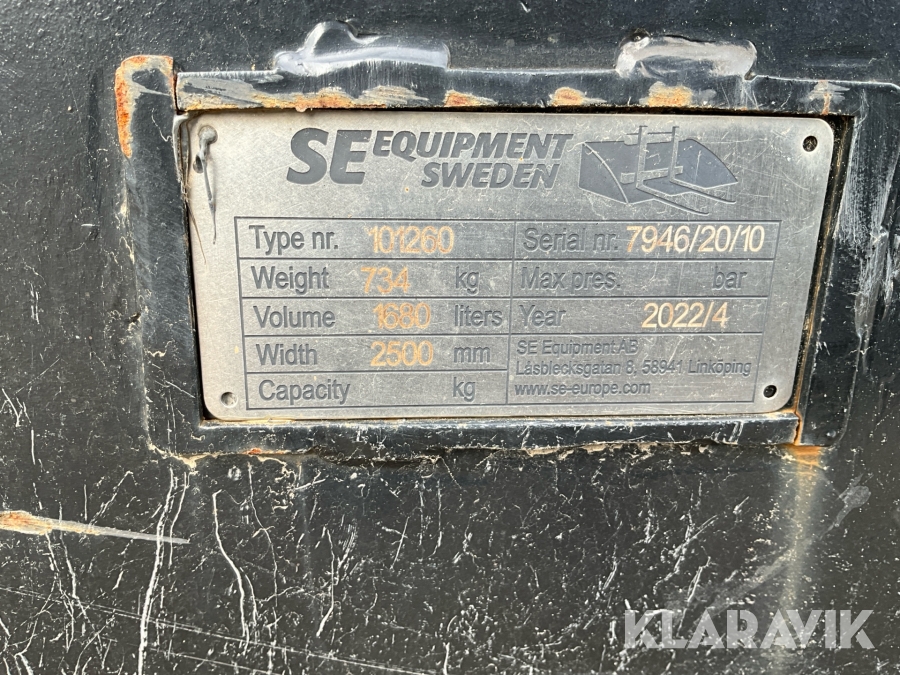 SE EQUIPMENT
SWEDEN
Type nr. 101260 Serial nr. 7946/20/10
Weight 734 kg Max pres. bar
Volume 1680 liters Year 2022/4
Width 2500 mm SE Equipment AB
Låsblecksgatan 8, 58941 Linköping
Capacity kg www.se-europe.com
KLARAVIK